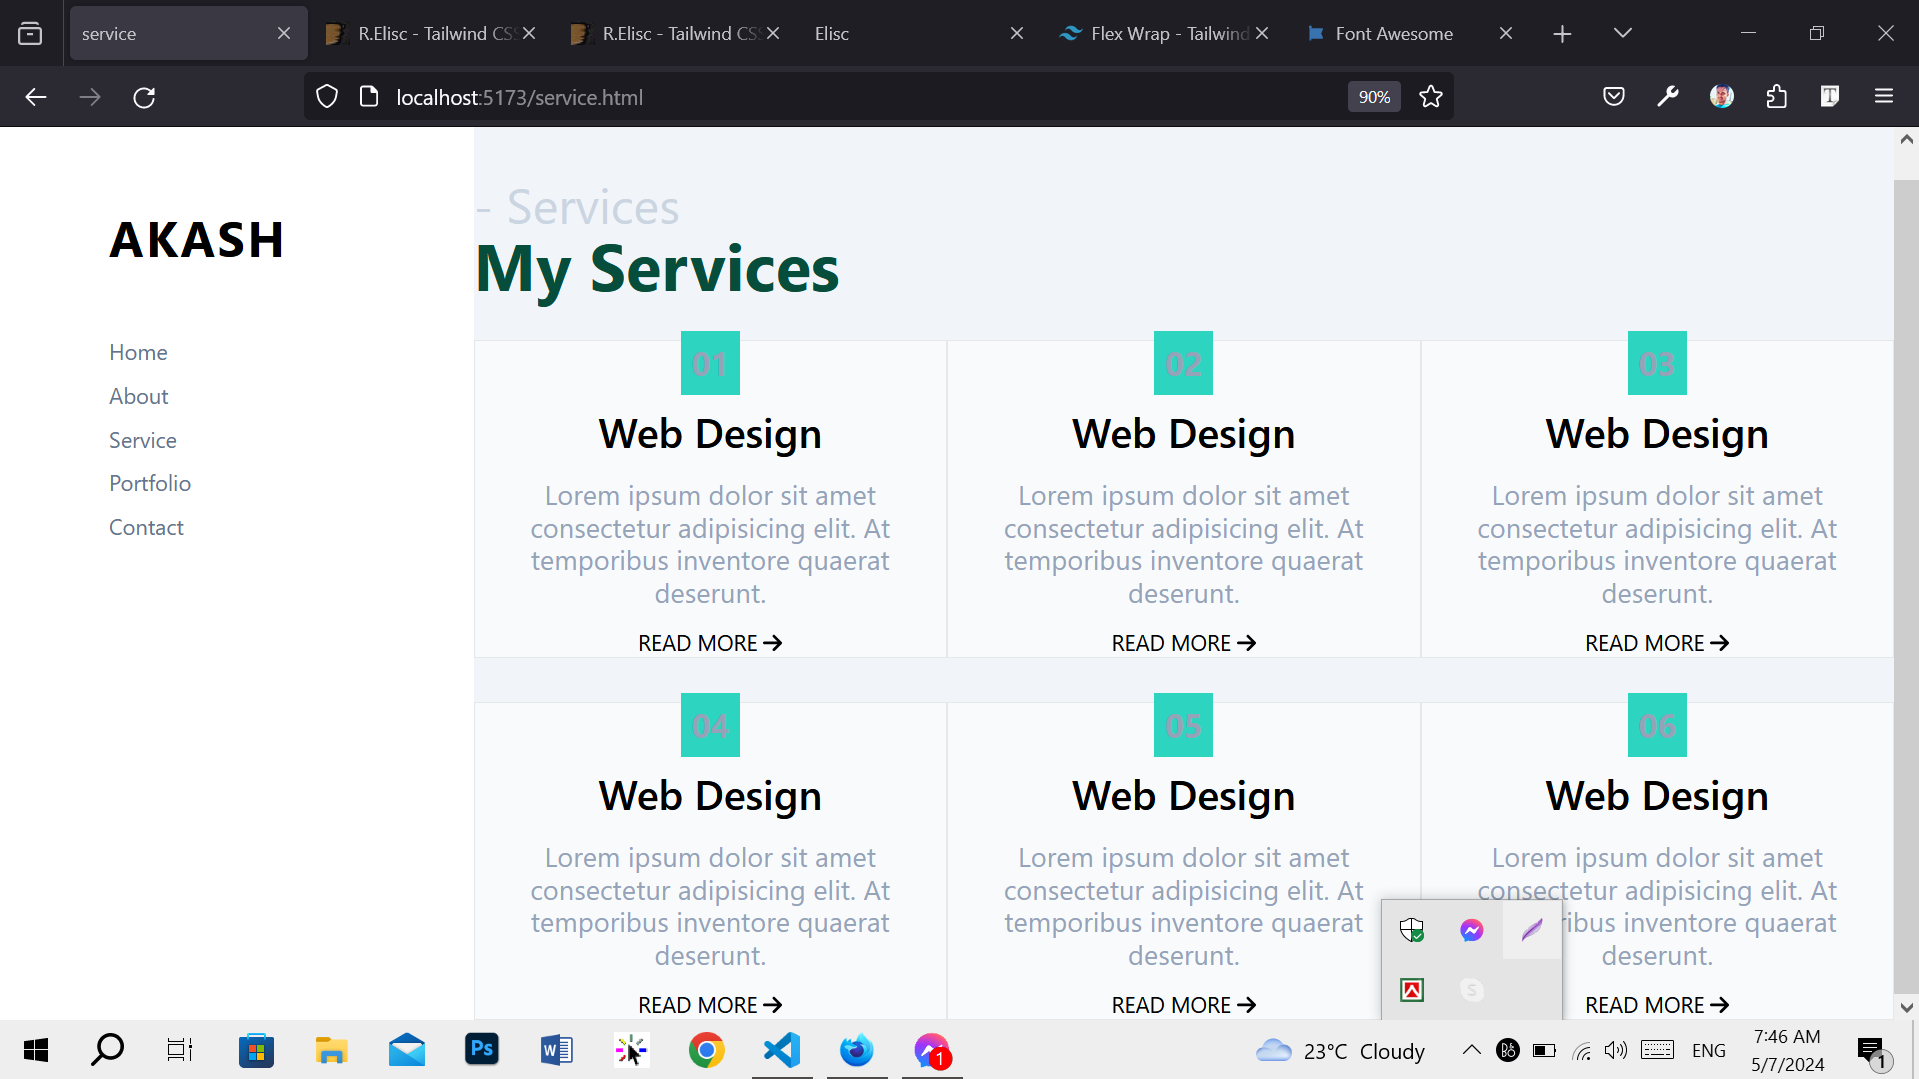 service
R.Elisc - Tailwind CSS
R.Elisc - Tailwind CSS
Elisc
Flex Wrap - Tailwind
Font Awesome
localhost:5173/service.html
90%
T
AKASH
Home
About
Service
Portfolio
Contact
- Services
My Services
01
Web Design
Lorem ipsum dolor sit amet
consectetur adipisicing elit. At
temporibus inventore quaerat
deserunt.
READ MORE
02
Web Design
Lorem ipsum dolor sit amet
consectetur adipisicing elit. At
temporibus inventore quaerat
deserunt.
READ MORE
03
Web Design
Lorem ipsum dolor sit amet
consectetur adipisicing elit. At
temporibus inventore quaerat
deserunt.
READ MORE
04
Web Design
Lorem ipsum dolor sit amet
consectetur adipisicing elit. At
temporibus inventore quaerat
deserunt.
READ MORE
05
Web Design
Lorem ipsum dolor sit amet
consectetur adipisicing elit. At
temporibus inventore quaerat
deserunt.
READ MORE
06
Web Design
Lorem ipsum dolor sit amet
consectetur adipisicing elit. At
ribus inventore quaerat
deserunt.
READ MORE
Ps
W
1
23°C Cloudy
ENG
7:46 AM
5/7/2024
1